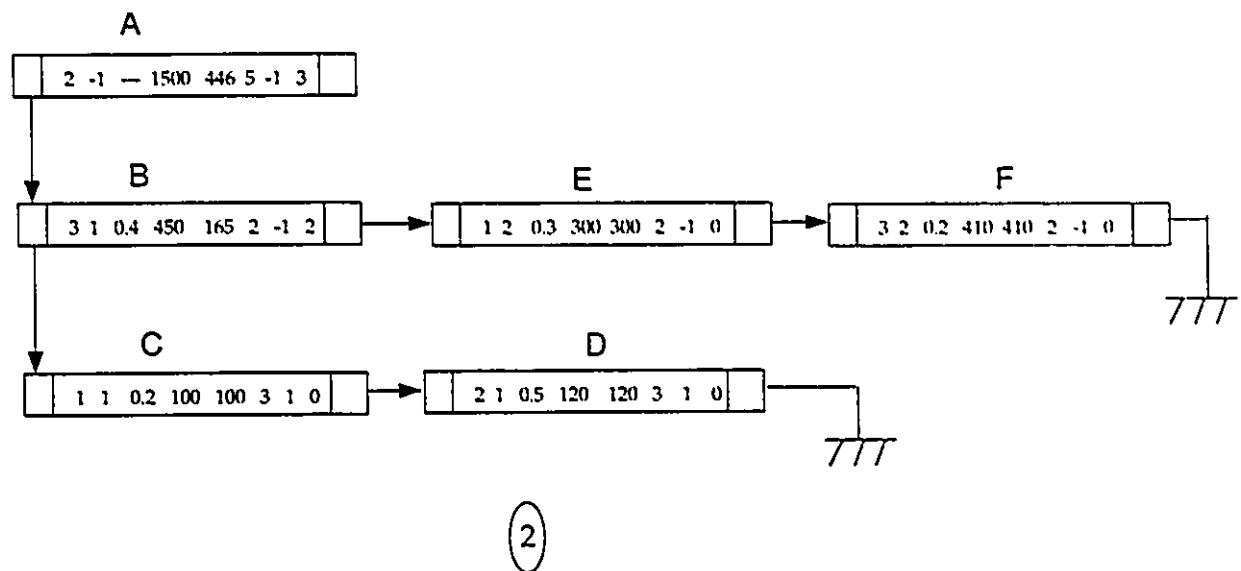 A
2 -1 — 1500 446 5 -1 3
B E F
3 1 0.4 450 165 2 -1 2
1 2 0.3 300 300 2 -1 0
3 2 0.2 410 410 2 -1 0
C D
1 1 0.2 100 100 3 1 0
2 1 0.5 120 120 3 1 0
2